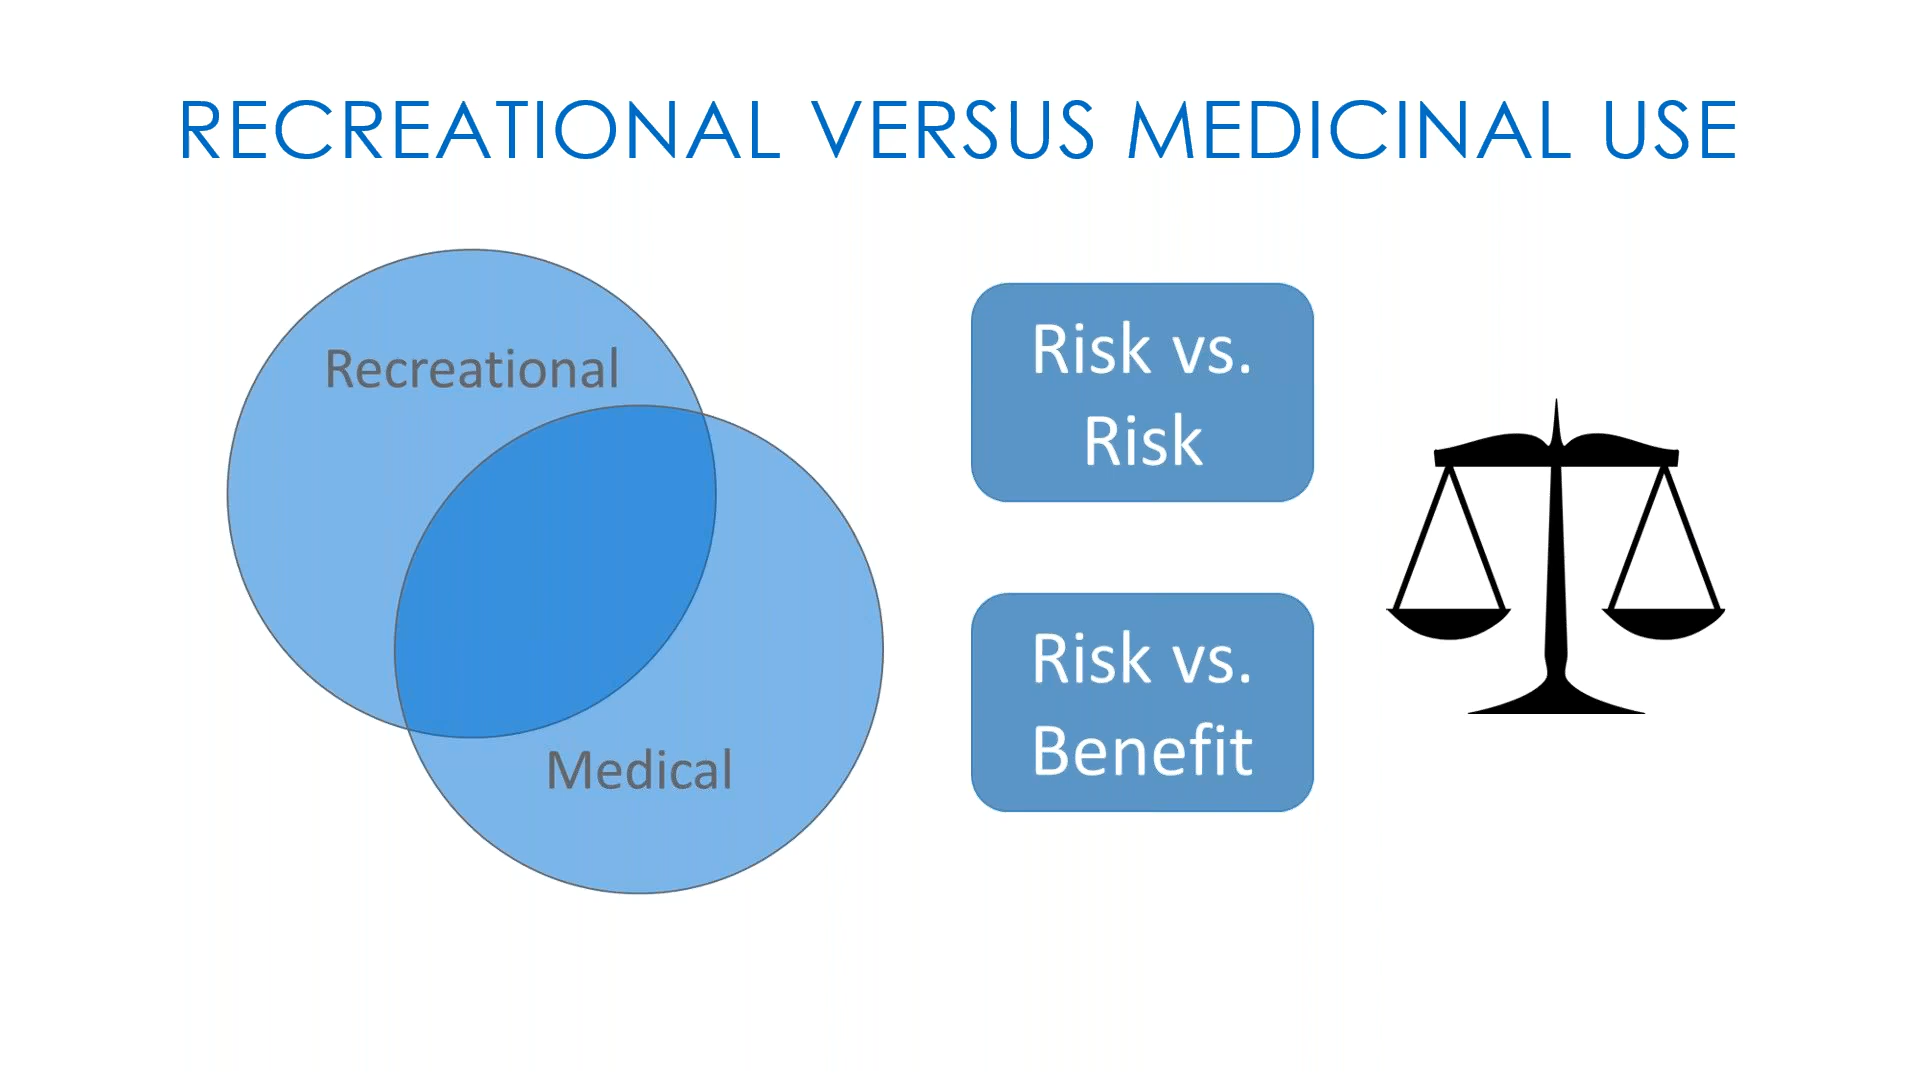 RECREATIONAL VERSUS MEDICINAL USE
Recreational
Medical
Risk vs.
Risk
Risk vs.
Benefit